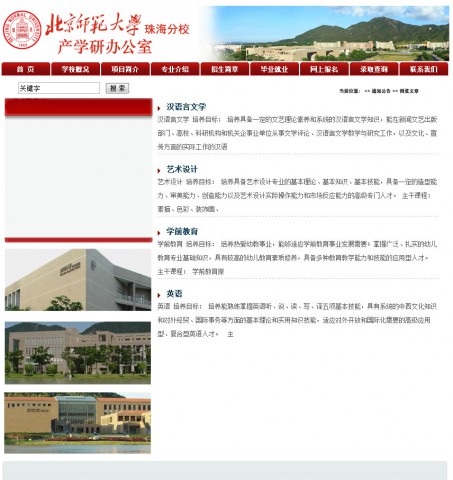 北京师范大学 珠海分校
产学研办公室
首 页 学校概况 项目简介 专业介绍 招生简章 毕业就业 网上报名 录取查询 联系我们
关键字 搜 索
当前位置: >> 通知公告 >> 浏览文章
汉语言文学
汉语言文学 培养目标: 培养具备一定的文艺理论素养和系统的汉语言文学知识,能在新闻文艺出版
部门、高校、科研机构和机关企事业单位从事文学评论、汉语言文学教学与研究工作,以及文化、宣
传方面的实际工作的汉语
艺术设计
艺术设计 培养目标: 培养具备艺术设计专业的基本理论、基本知识、基本技能,具备一定的造型能
力、审美能力、创造能力以及艺术设计实际操作能力和市场反应能力的高级专门人才。 主干课程:
素描、色彩、装饰画、
学前教育
学前教育 培养目标: 培养热爱幼教事业,能够适应学前教育事业发展需要,掌握广泛、扎实的幼儿
教育专业基础知识,具有较高的幼儿教育素质修养,具备多种教育教学能力和技能的应用型人才。
主干课程: 学前教育原
英语
英语 培养目标: 培养能熟练掌握英语听、说、读、写、译五项基本技能,具有系统的中西文化知识
和对外经贸、国际事务等方面的基本理论和实用知识技能,适应对外开放和国际化需要的高级应用
型、复合型英语人才。 主